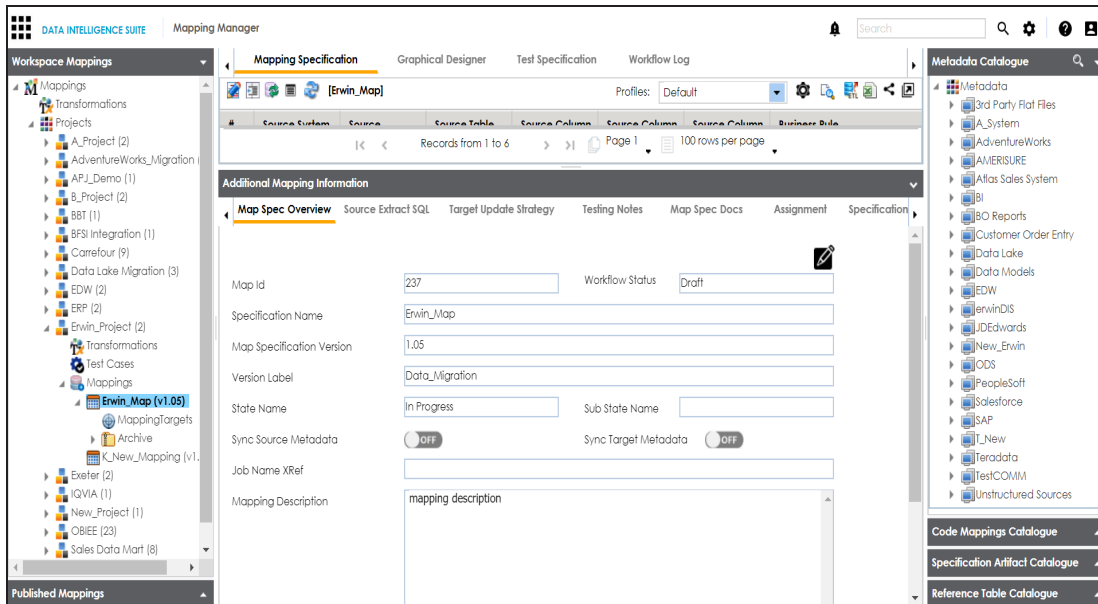 DATA INTELLIGENCE SUITE
Mapping Manager
Search
Workspace Mappings
Mappings
Transformations
Projects
A_Project (2)
AdventureWorks_Migration (
APJ_Demo (1)
B_Project (2)
BBT (1)
BFSI Integration (1)
Carrefour (9)
Data Lake Migration (3)
EDW (2)
ERP (2)
Erwin_Project (2)
Transformations
Test Cases
Mappings
Erwin_Map (v1.05)
MappingTargets
Archive
K_New_Mapping (v1.
Exeter (2)
IQVIA (1)
New_Project (1)
OBIEE (23)
Sales Data Mart (8)
Published Mappings
Mapping Specification
Graphical Designer
Test Specification
Workflow Log
[Erwin_Map]
Profiles: Default
# Source System Source Source Table Source Column Source Column Source Column Business Rule
Records from 1 to 6
Page 1
100 rows per page
Additional Mapping Information
Map Spec Overview
Source Extract SQL
Target Update Strategy
Testing Notes
Map Spec Docs
Assignment
Specification
Map Id 237
Workflow Status Draft
Specification Name Erwin_Map
Map Specification Version 1.05
Version Label Data_Migration
State Name In Progress
Sub State Name
Sync Source Metadata OFF
Sync Target Metadata OFF
Job Name XRef
Mapping Description mapping description
Metadata Catalogue
Metadata
3rd Party Flat Files
A_System
AdventureWorks
AMERISURE
Atlas Sales System
BI
BO Reports
Customer Order Entry
Data Lake
Data Models
EDW
erwinDIS
JDEdwards
New_Erwin
ODS
PeopleSoft
Salesforce
SAP
T_New
Teradata
TestCOMM
Unstructured Sources
Code Mappings Catalogue
Specification Artifact Catalogue
Reference Table Catalogue